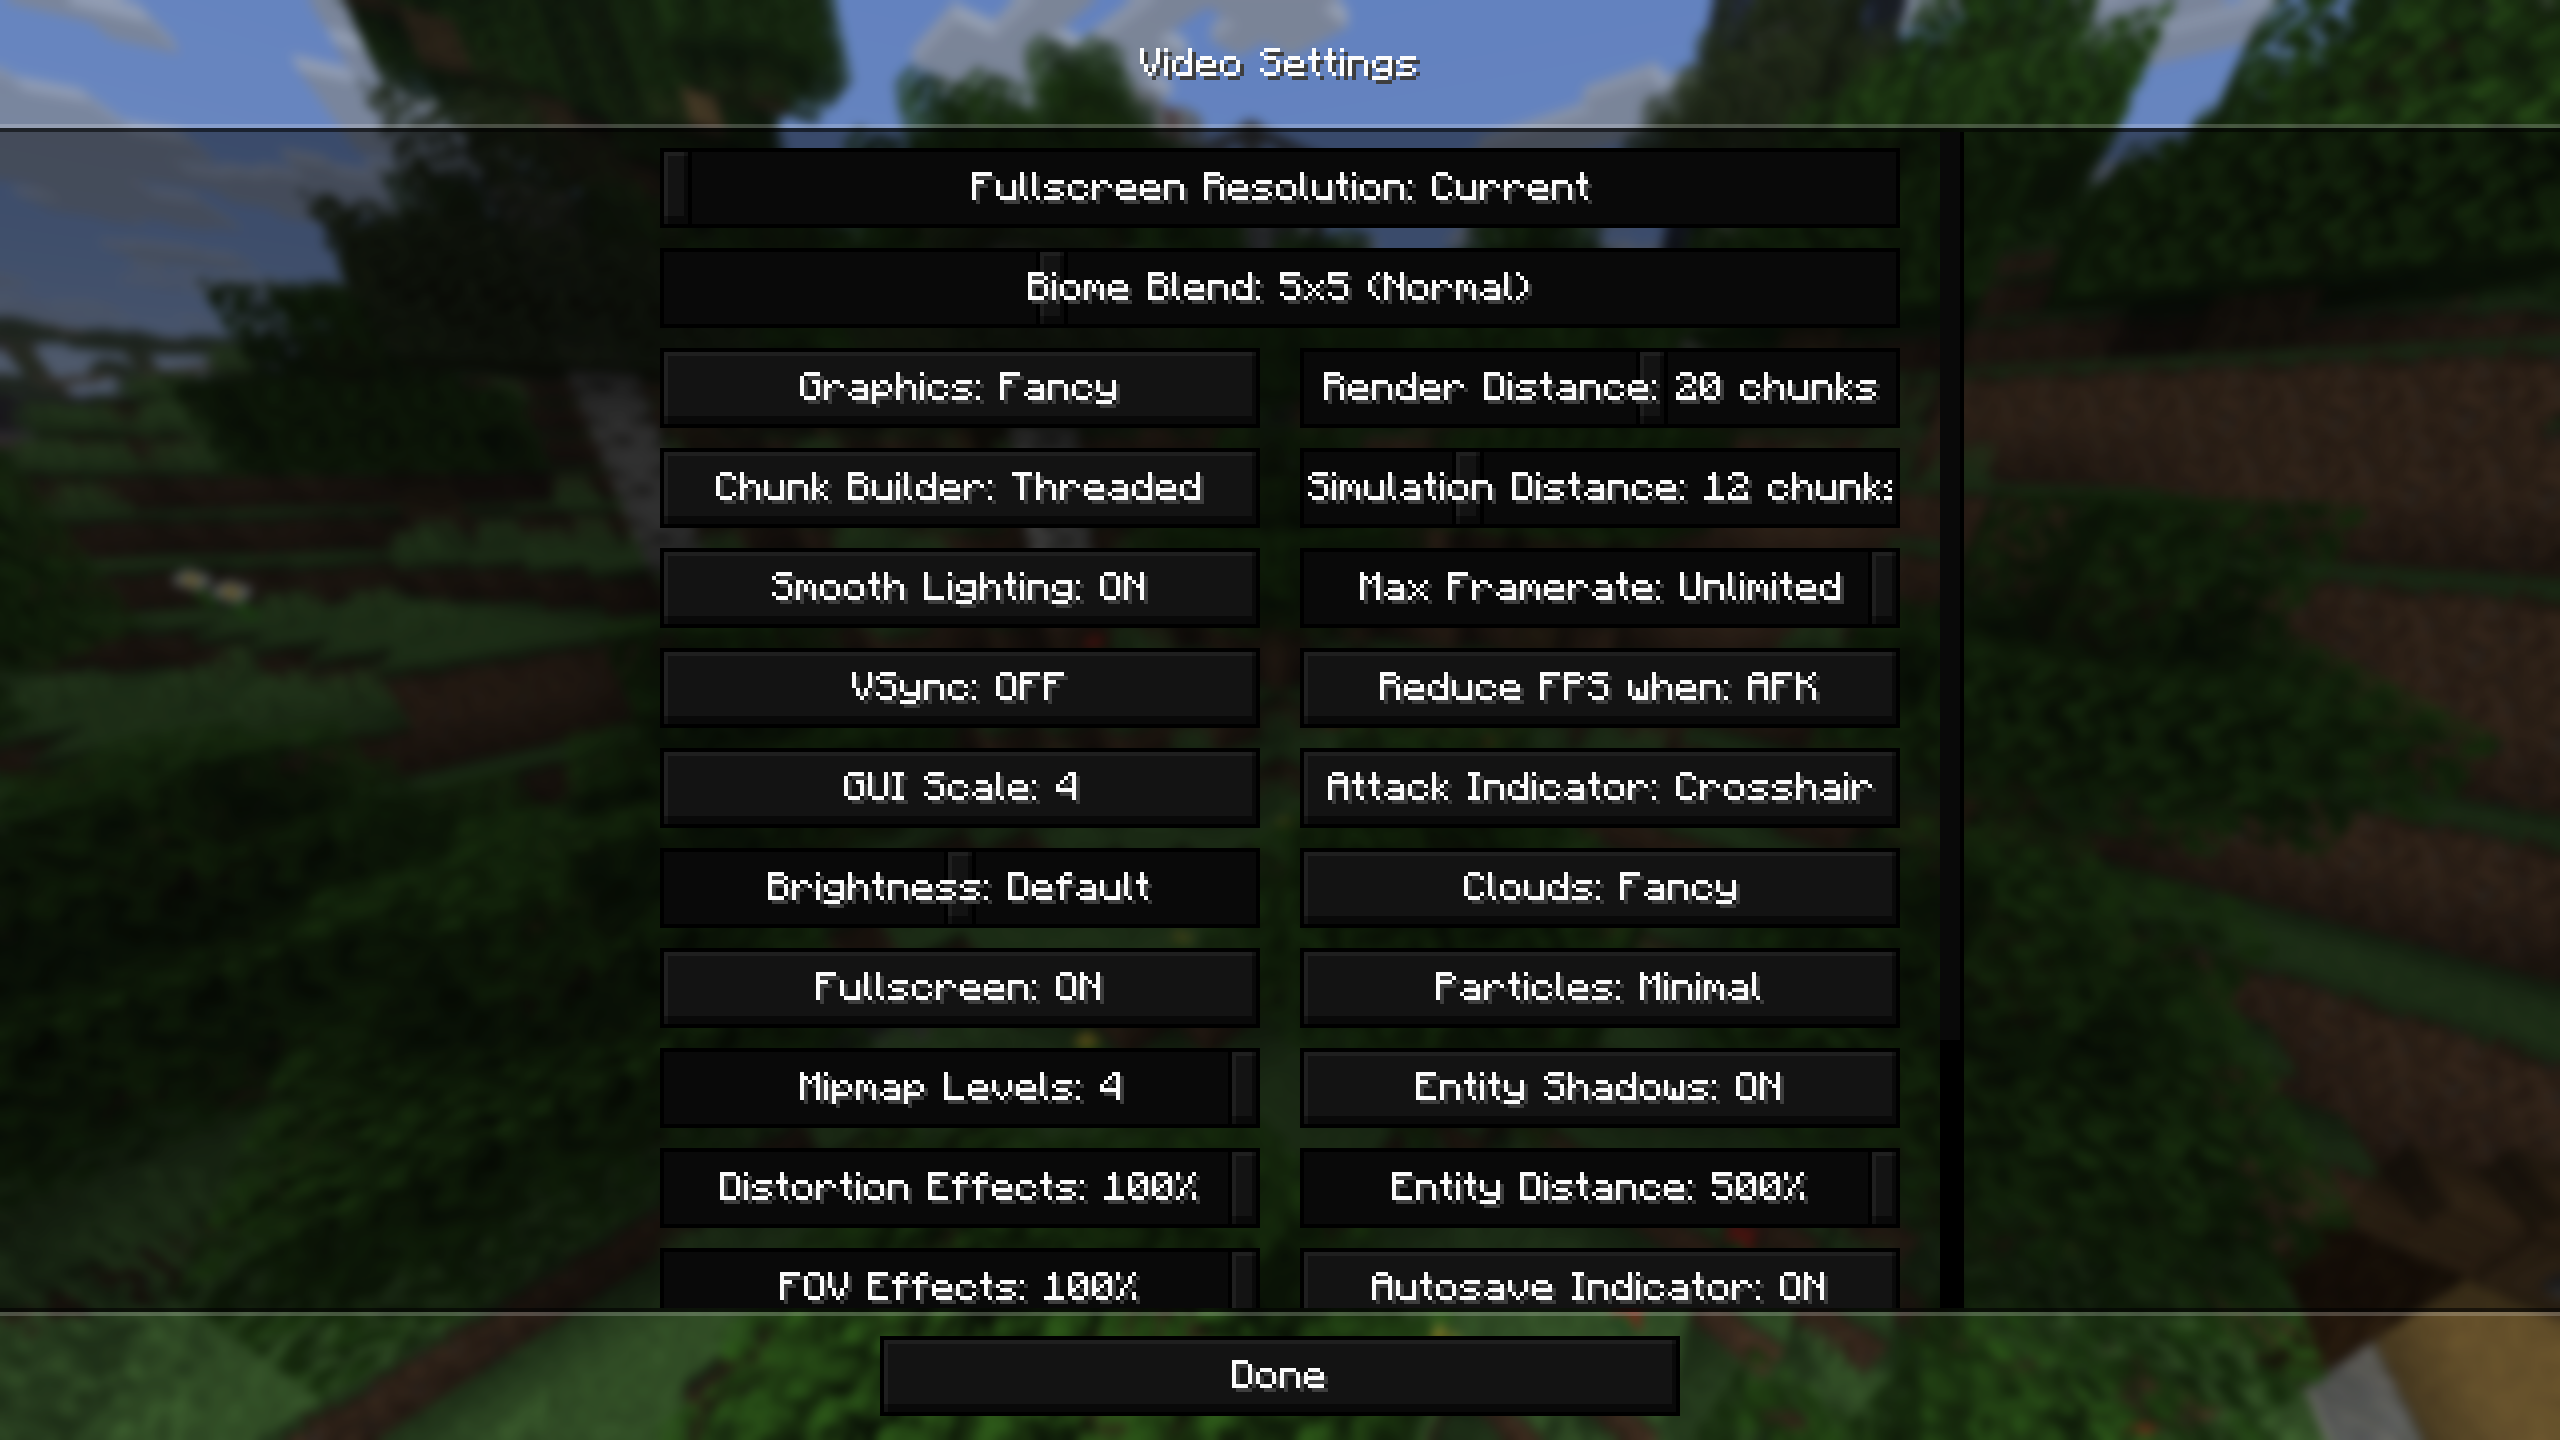 Video Settings
Fullscreen Resolution: Current
Biome Blend: 5x5 (Normal)
Graphics: Fancy
Render Distance: 20 chunks
Chunk Builder: Threaded
Simulation Distance: 12 chunks
Smooth Lighting: ON
Max Framerate: Unlimited
VSync: OFF
Reduce FPS when: AFK
GUI Scale: 4
Attack Indicator: Crosshair
Brightness: Default
Clouds: Fancy
Fullscreen: ON
Particles: Minimal
Mipmap Levels: 4
Entity Shadows: ON
Distortion Effects: 100%
Entity Distance: 500%
FOV Effects: 100%
Autosave Indicator: ON
Done